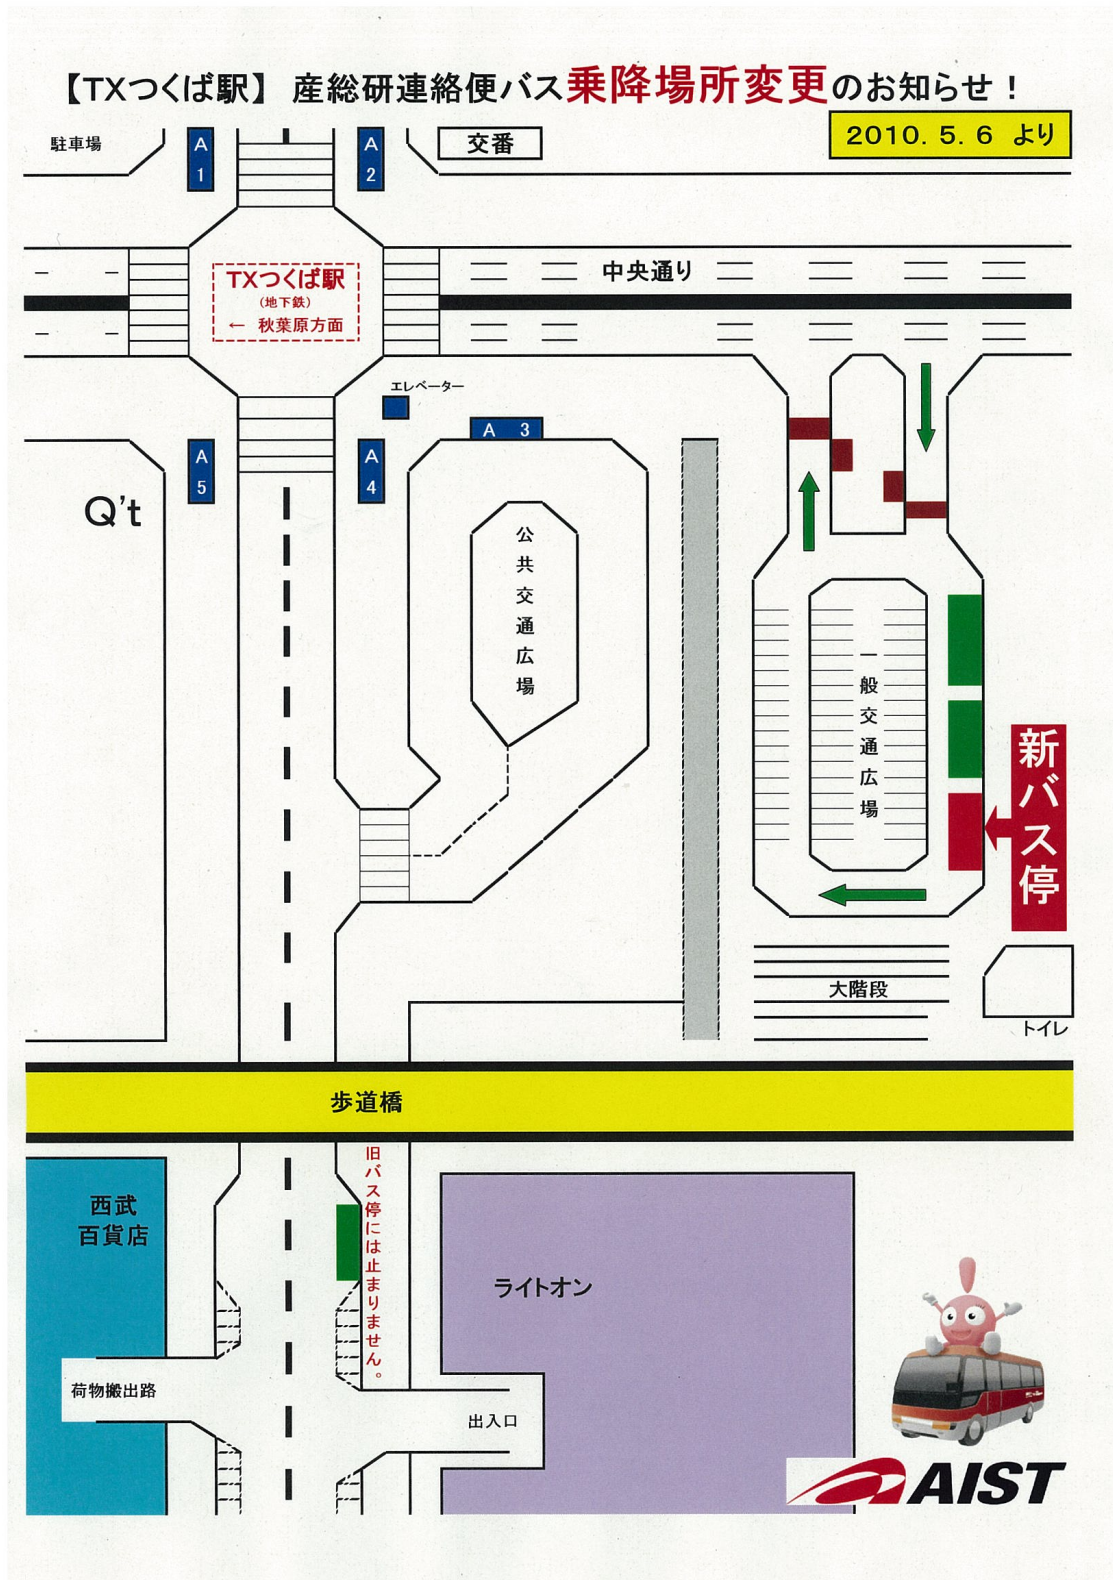 【TXつくば駅】 産総研連絡便バス乗降場所変更のお知らせ！
2010. 5. 6 より
駐車場
A1
A2
交番
TXつくば駅
（地下鉄）
← 秋葉原方面
中央通り
エレベーター
A 3
A5
A4
Q't
公共交通広場
一般交通広場
新バス停
大階段
トイレ
歩道橋
旧バス停には止まりません。
西武
百貨店
ライトオン
荷物搬出路
出入口
AIST